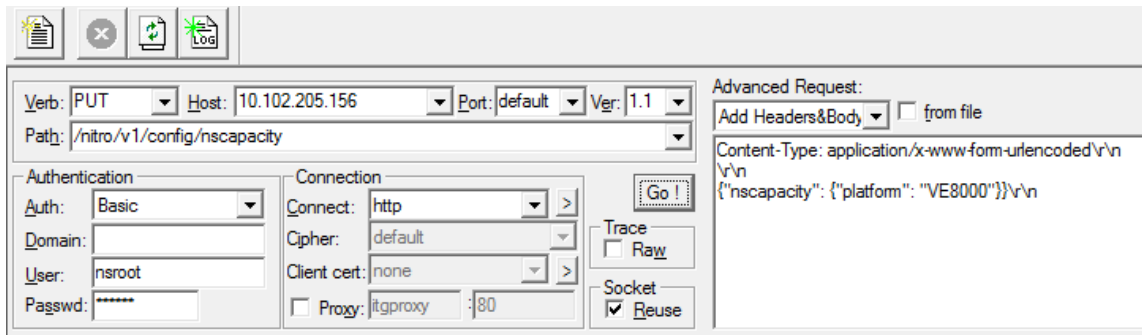 LOG
Verb: PUT Host: 10.102.205.156 Port: default Ver: 1.1
Path: /nitro/v1/config/nscapacity
Authentication
Auth: Basic
Domain:
User: nsroot
Passwd: ******
Connection
Connect: http >
Cipher: default
Client cert: none >
Proxy: itgproxy : 80
Go !
Trace
Raw
Socket
Reuse
Advanced Request:
Add Headers&Body from file
Content-Type: application/x-www-form-urlencoded\r\n
\r\n
{"nscapacity": {"platform": "VE8000"}}\r\n